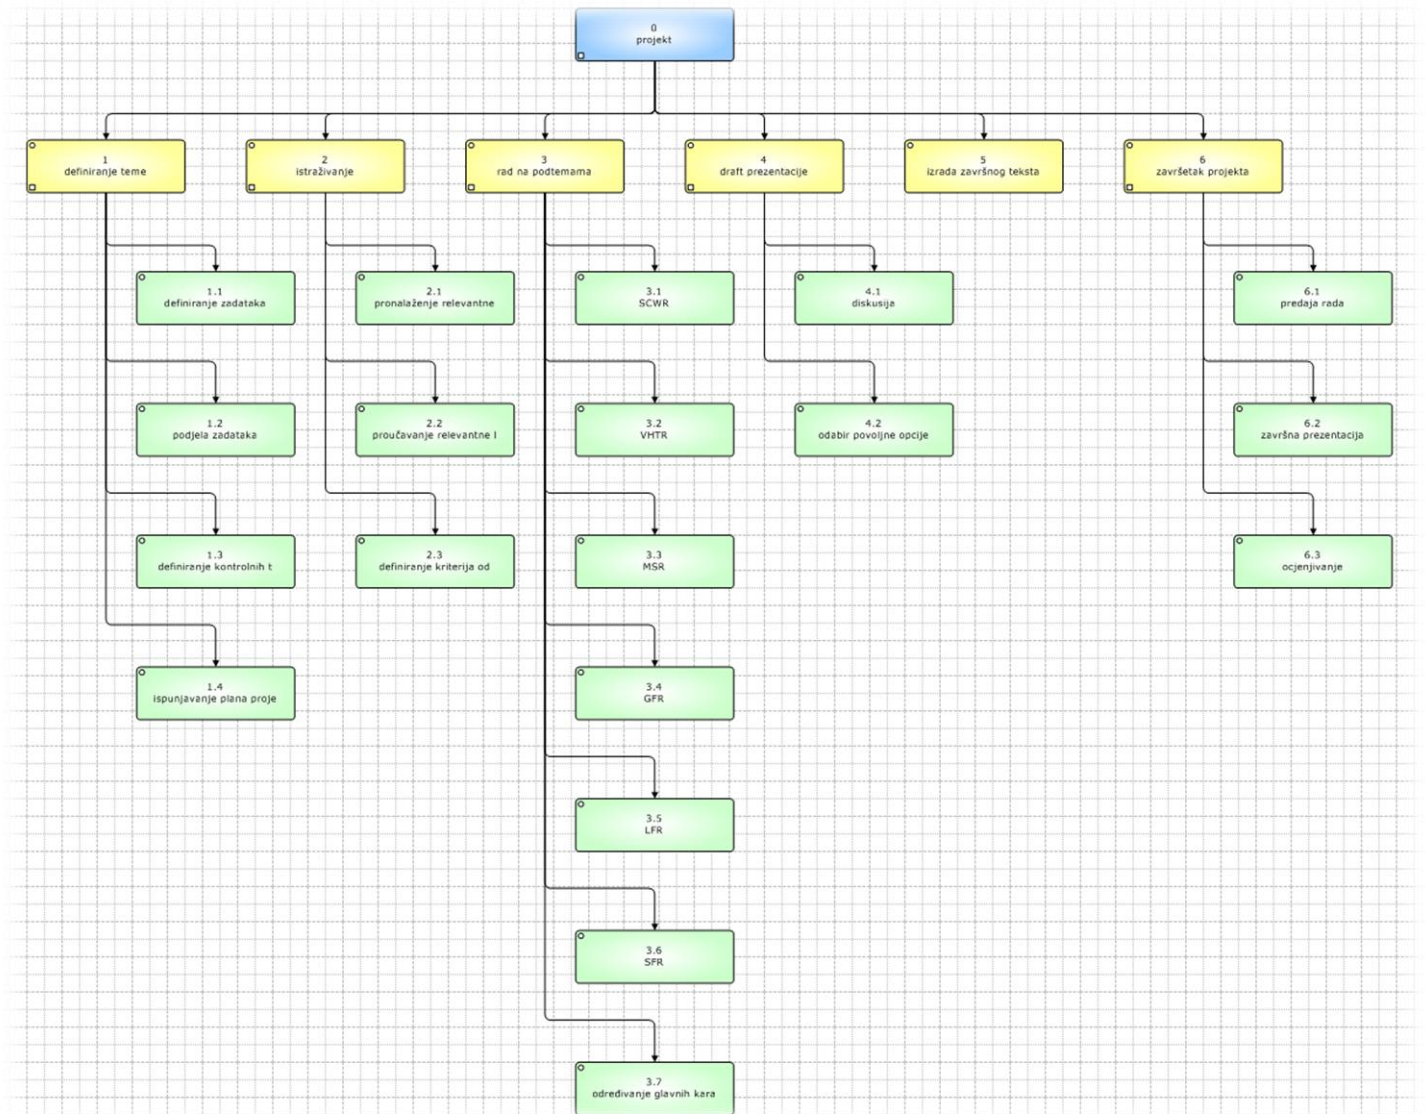 0
projekt
1
definiranje teme
2
istraživanje
3
rad na podtemama
4
draft prezentacije
5
izrada završnog teksta
6
završetak projekta
1.1
definiranje zadataka
2.1
pronalaženje relevantne
3.1
SCWR
4.1
diskusija
6.1
predaja rada
1.2
podjela zadataka
2.2
proučavanje relevantne l
3.2
VHTR
4.2
odabir povoljne opcije
6.2
završna prezentacija
1.3
definiranje kontrolnih t
2.3
definiranje kriterija od
3.3
MSR
6.3
ocjenjivanje
1.4
ispunjavanje plana proje
3.4
GFR
3.5
LFR
3.6
SFR
3.7
određivanje glavnih kara